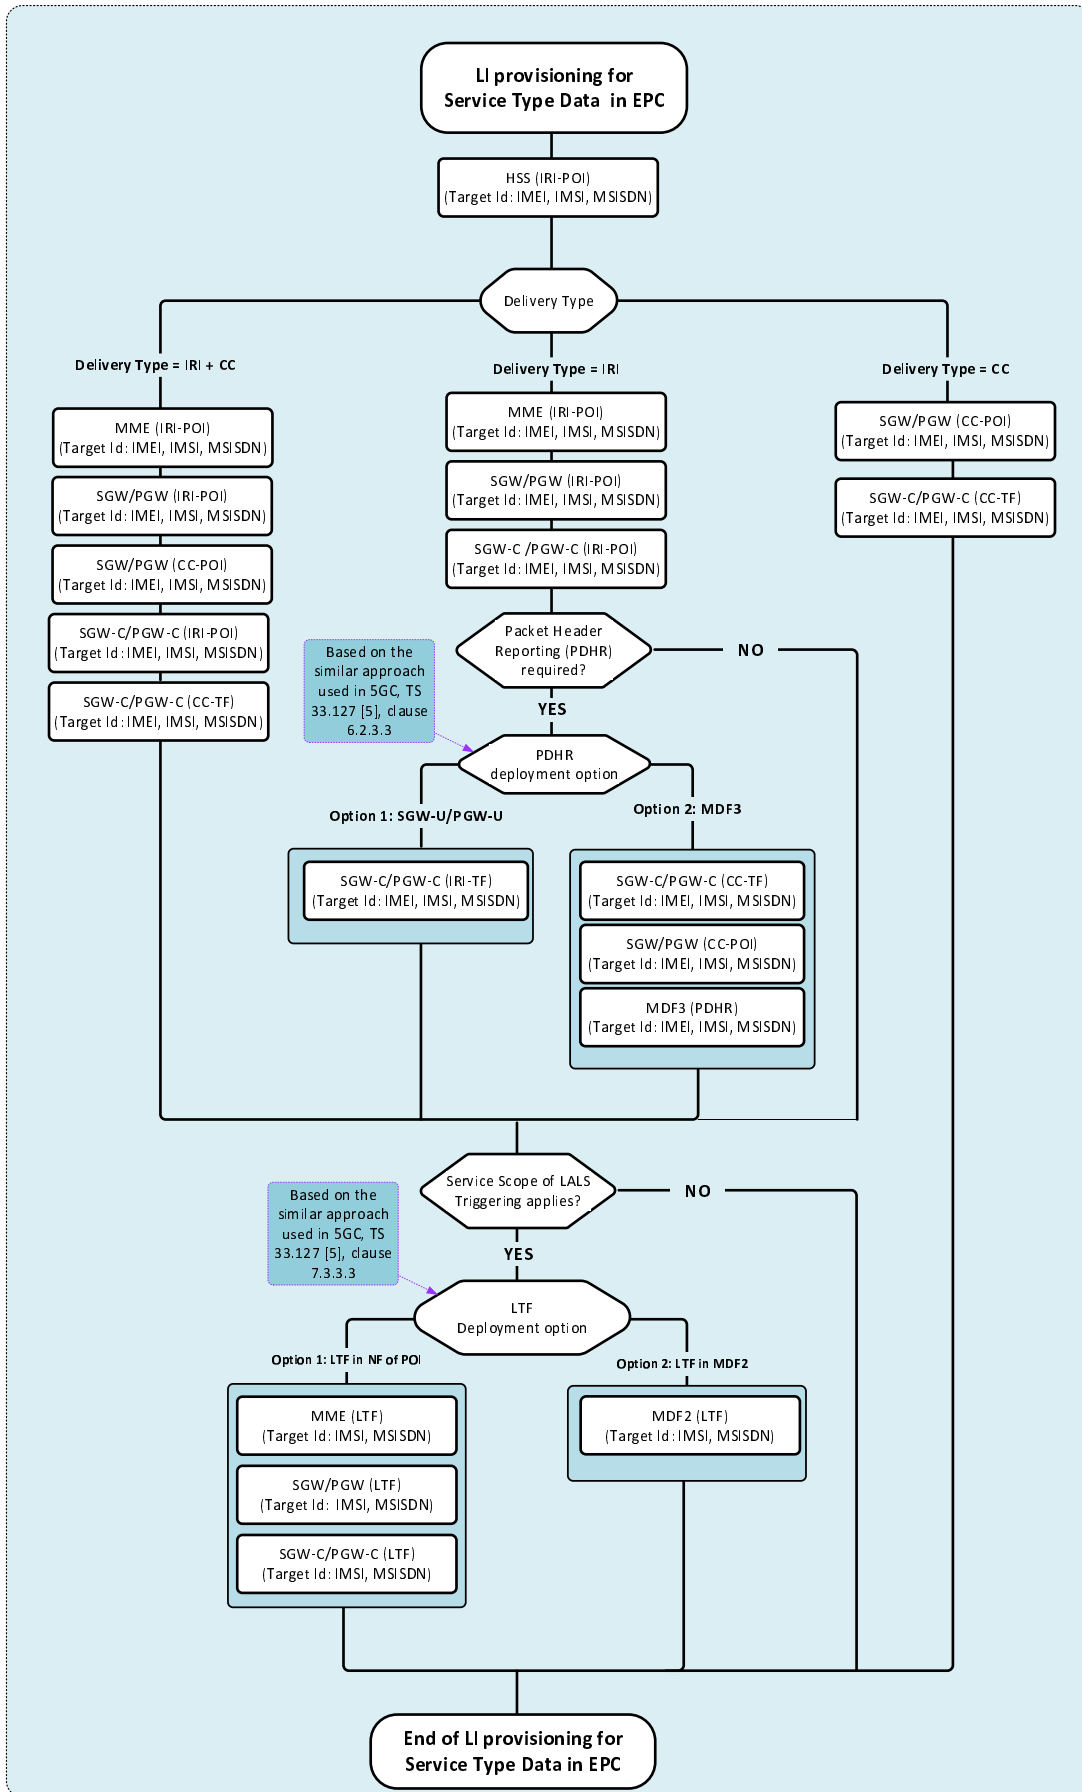 LI provisioning for
Service Type Data in EPC
HSS (IRI-POI)
(Target Id: IMEI, IMSI, MSISDN)
Delivery Type
Delivery Type = IRI + CC
Delivery Type = IRI
Delivery Type = CC
MME (IRI-POI)
(Target Id: IMEI, IMSI, MSISDN)
SGW/PGW (IRI-POI)
(Target Id: IMEI, IMSI, MSISDN)
SGW/PGW (CC-POI)
(Target Id: IMEI, IMSI, MSISDN)
SGW-C/PGW-C (IRI-POI)
(Target Id: IMEI, IMSI, MSISDN)
SGW-C/PGW-C (CC-TF)
(Target Id: IMEI, IMSI, MSISDN)
MME (IRI-POI)
(Target Id: IMEI, IMSI, MSISDN)
SGW/PGW (IRI-POI)
(Target Id: IMEI, IMSI, MSISDN)
SGW-C /PGW-C (IRI-POI)
(Target Id: IMEI, IMSI, MSISDN)
SGW/PGW (CC-POI)
(Target Id: IMEI, IMSI, MSISDN)
SGW-C/PGW-C (CC-TF)
(Target Id: IMEI, IMSI, MSISDN)
Packet Header
Reporting (PDHR)
required?
NO
YES
Based on the
similar approach
used in 5GC, TS
33.127 [5], clause
6.2.3.3
PDHR
deployment option
Option 1: SGW-U/PGW-U
Option 2: MDF3
SGW-C/PGW-C (IRI-TF)
(Target Id: IMEI, IMSI, MSISDN)
SGW-C/PGW-C (CC-TF)
(Target Id: IMEI, IMSI, MSISDN)
SGW/PGW (CC-POI)
(Target Id: IMEI, IMSI, MSISDN)
MDF3 (PDHR)
(Target Id: IMEI, IMSI, MSISDN)
Service Scope of LALS
Triggering applies?
NO
YES
Based on the
similar approach
used in 5GC, TS
33.127 [5], clause
7.3.3.3
LTF
Deployment option
Option 1: LTF in NF of POI
Option 2: LTF in MDF2
MME (LTF)
(Target Id: IMSI, MSISDN)
SGW/PGW (LTF)
(Target Id: IMSI, MSISDN)
SGW-C/PGW-C (LTF)
(Target Id: IMSI, MSISDN)
MDF2 (LTF)
(Target Id: IMSI, MSISDN)
End of LI provisioning for
Service Type Data in EPC